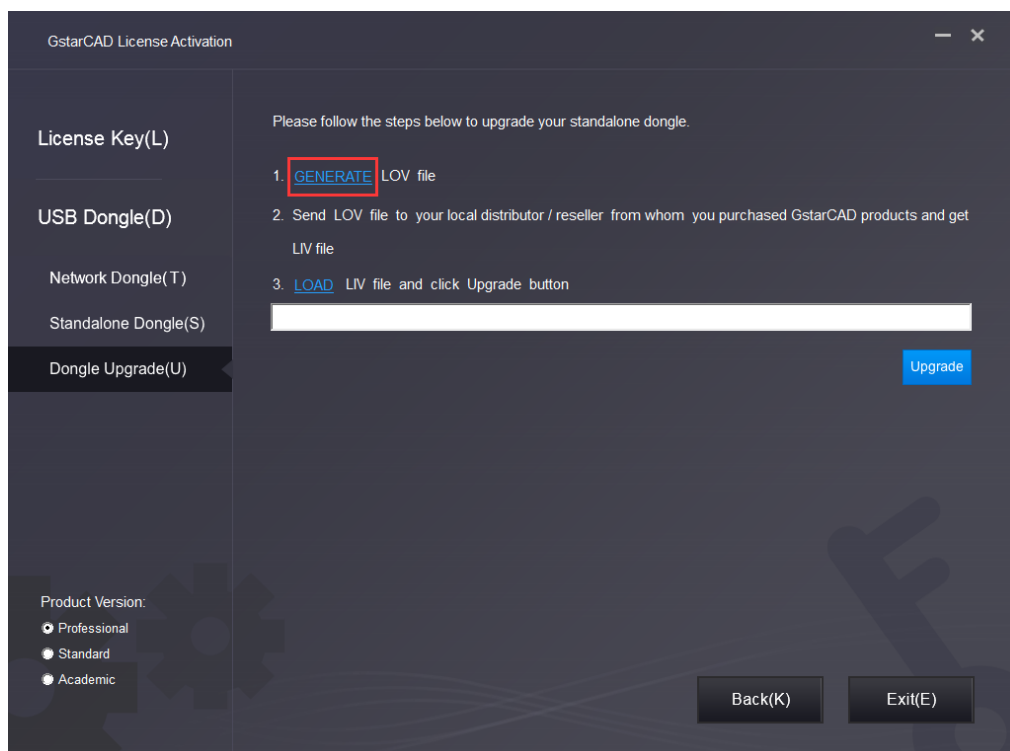 GstarCAD License Activation
License Key(L)
USB Dongle(D)
Network Dongle(T)
Standalone Dongle(S)
Dongle Upgrade(U)
Please follow the steps below to upgrade your standalone dongle.
1. GENERATE LOV file
2. Send LOV file to your local distributor / reseller from whom you purchased GstarCAD products and get
LIV file
3. LOAD LIV file and click Upgrade button
Upgrade
Product Version:
Professional
Standard
Academic
Back(K)
Exit(E)